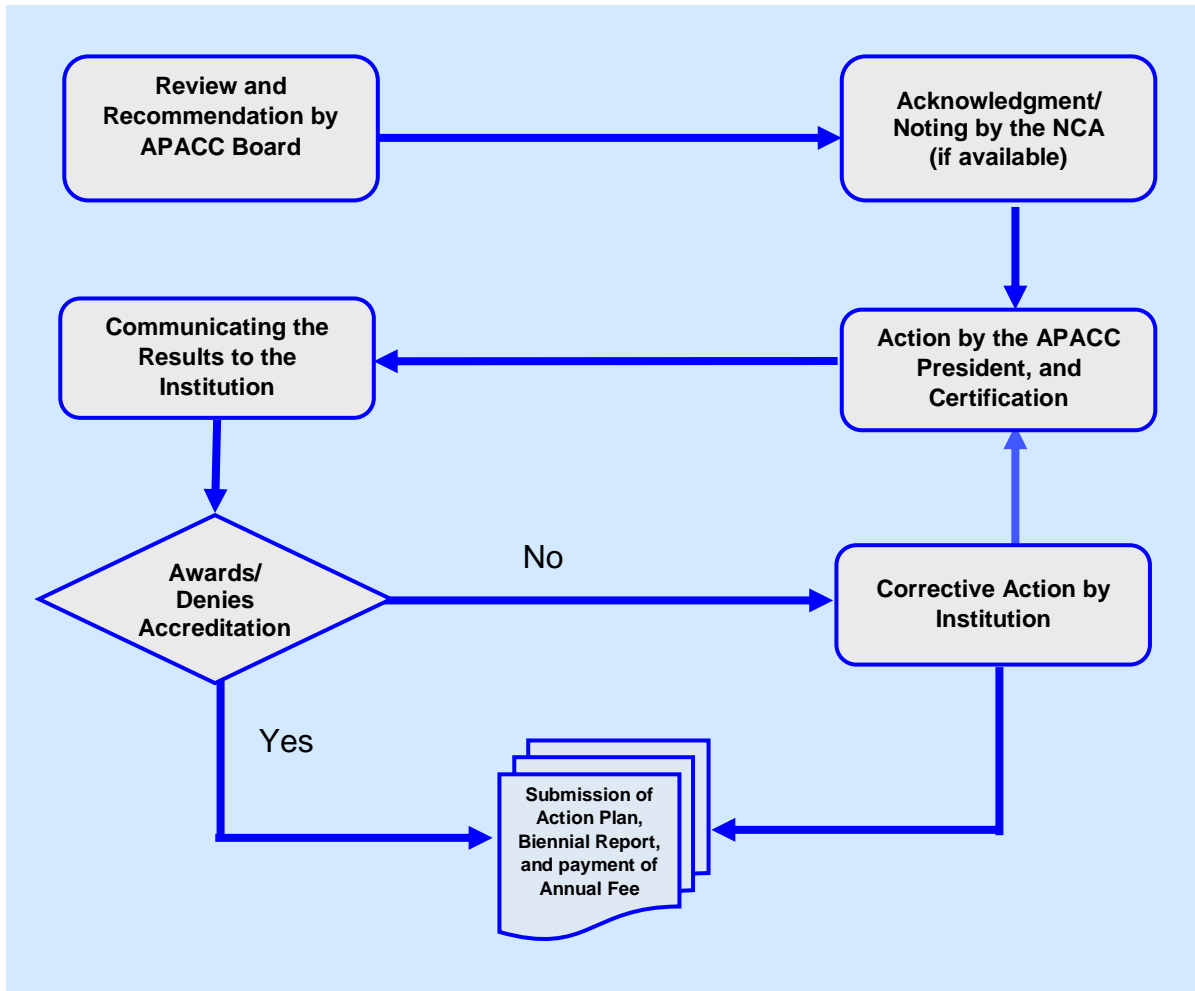 Review and
Recommendation by
APACC Board
Acknowledgment/
Noting by the NCA
(if available)
Communicating the
Results to the
Institution
Action by the APACC
President, and
Certification
Awards/
Denies
Accreditation
No
Corrective Action by
Institution
Yes
Submission of
Action Plan,
Biennial Report,
and payment of
Annual Fee